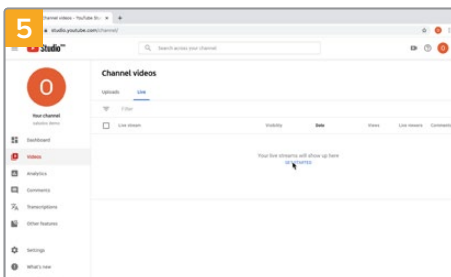 5
Channel videos - YouTube Stu
studio.youtube.com/channel/
Studio
Search across your channel
O
Your channel
Dashboard
Videos
Analytics
Comments
Transcriptions
Other features
Settings
What's new
Channel videos
Uploads Live
Filter
Live stream Visibility Date Views Live viewers Comments
Your live streams will show up here
GET STARTED